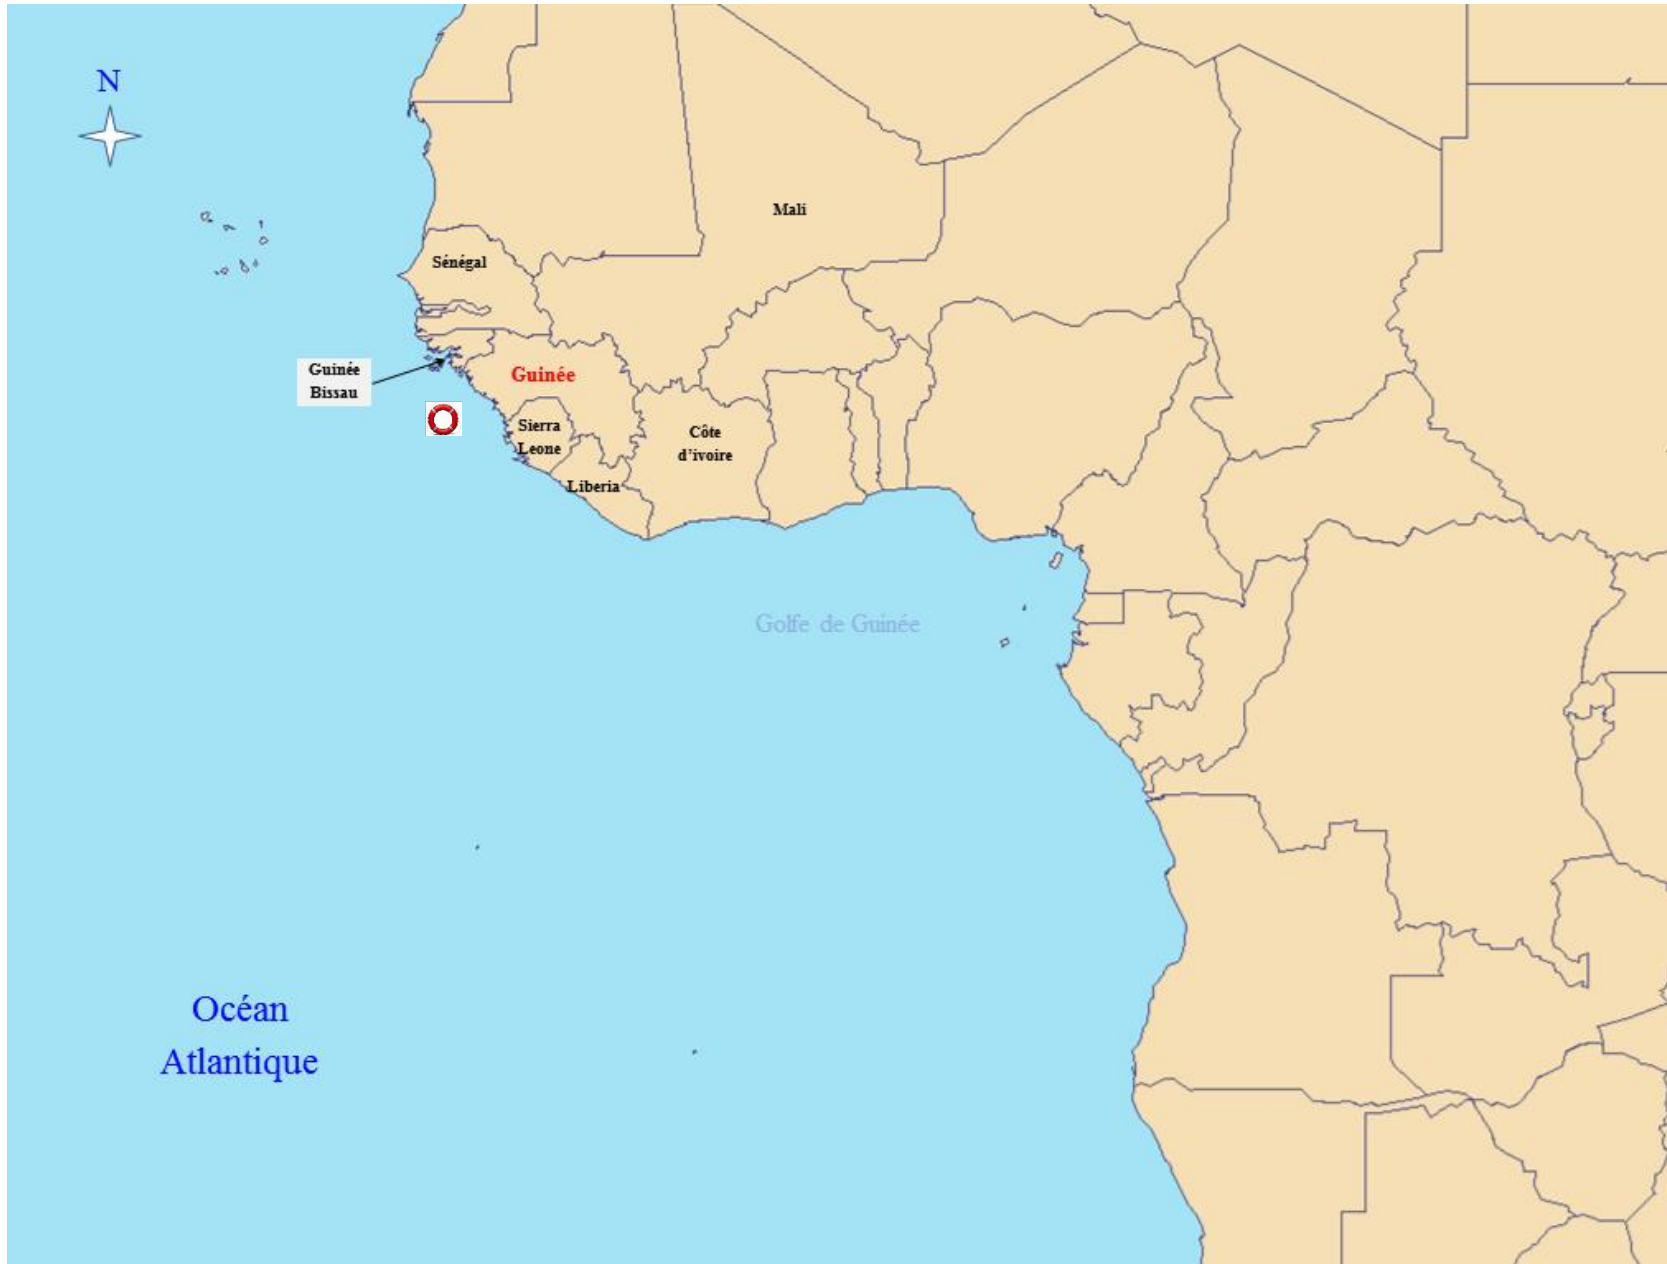 N
Mali
Sénégal
Guinée
Bissau
Guinée
Sierra
Leone
Côte
d'ivoire
Liberia
Golfe de Guinée
Océan
Atlantique